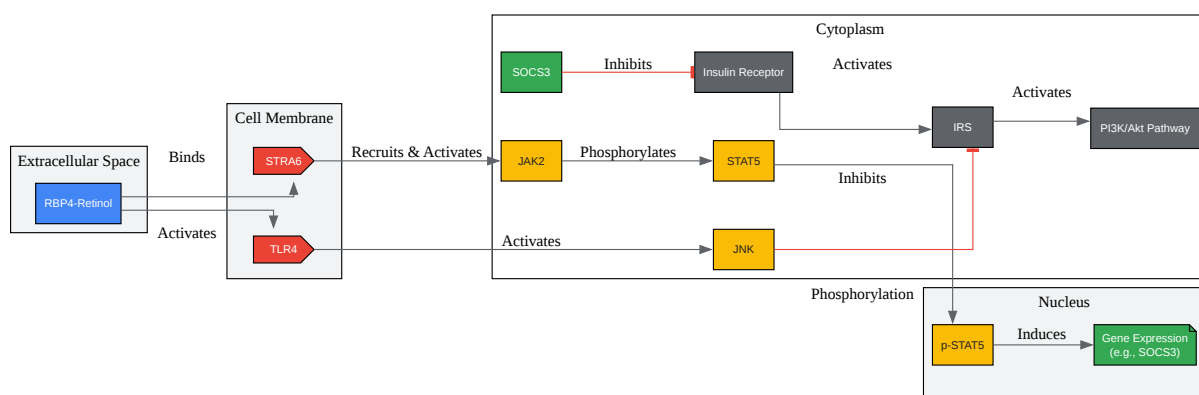 Cytoplasm
SOCS3
Inhibits
Insulin Receptor
Activates
Activates
IRS
PI3K/Akt Pathway
Cell Membrane
Extracellular Space
Binds
STRA6
Recruits & Activates
JAK2
Phosphorylates
STAT5
Inhibits
RBP4-Retinol
Activates
TLR4
Activates
JNK
Phosphorylation
Nucleus
p-STAT5
Induces
Gene Expression
(e.g., SOCS3)